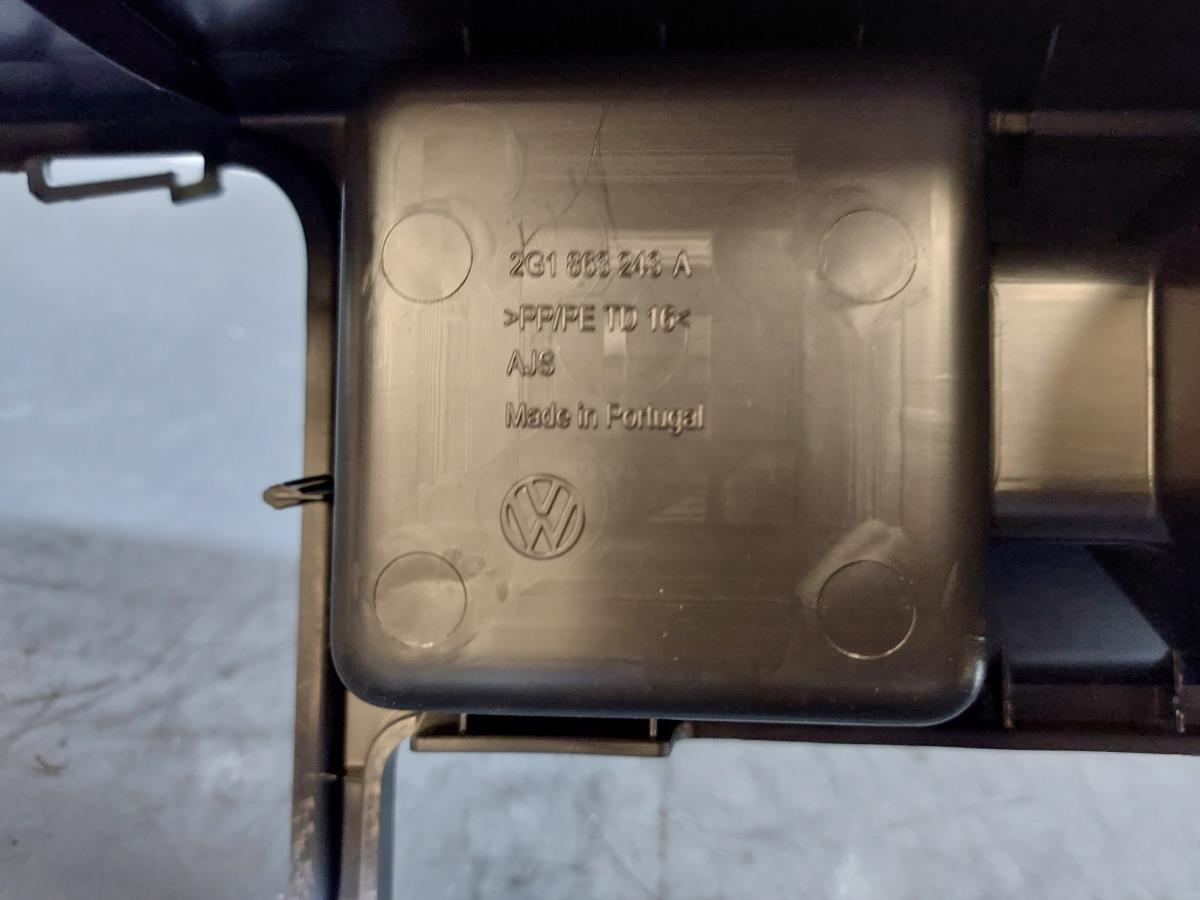 2G1 863 243 A
>PP/PE TD 16<
AJS
Made in Portugal